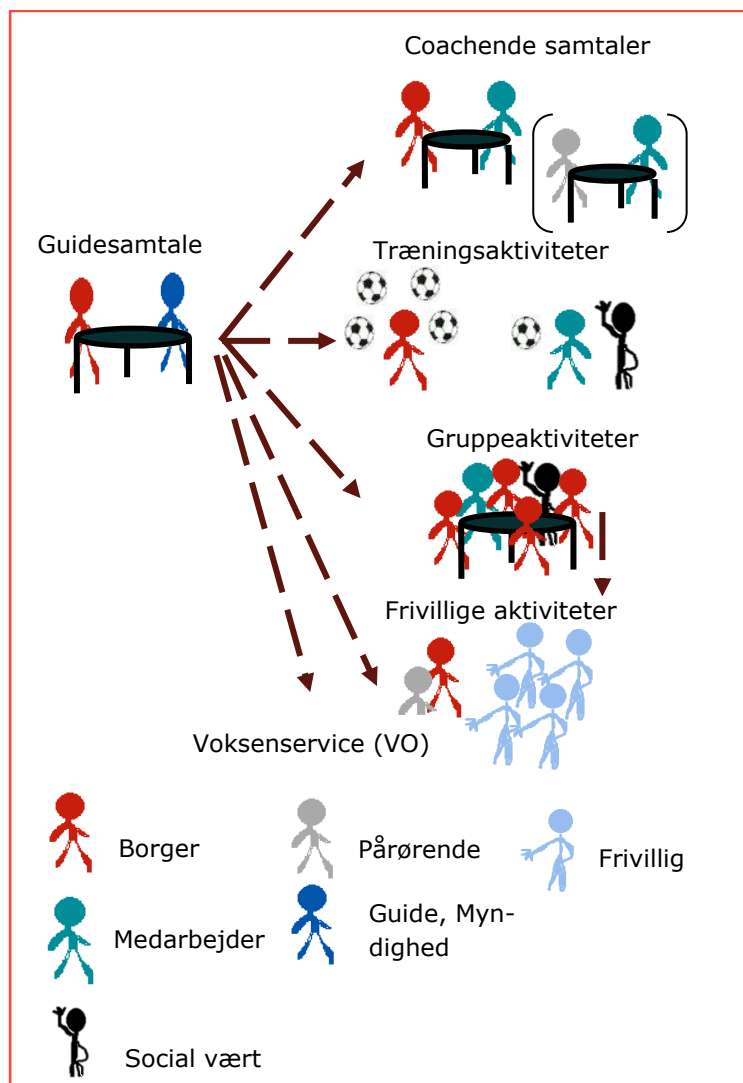 Coachende samtaler
Guidesamtale
Træningsaktiviteter
Gruppeaktiviteter
Frivillige aktiviteter
Voksenservice (VO)
Borger
Pårørende
Frivillig
Medarbejder
Guide, Myn-
dighed
Social vært